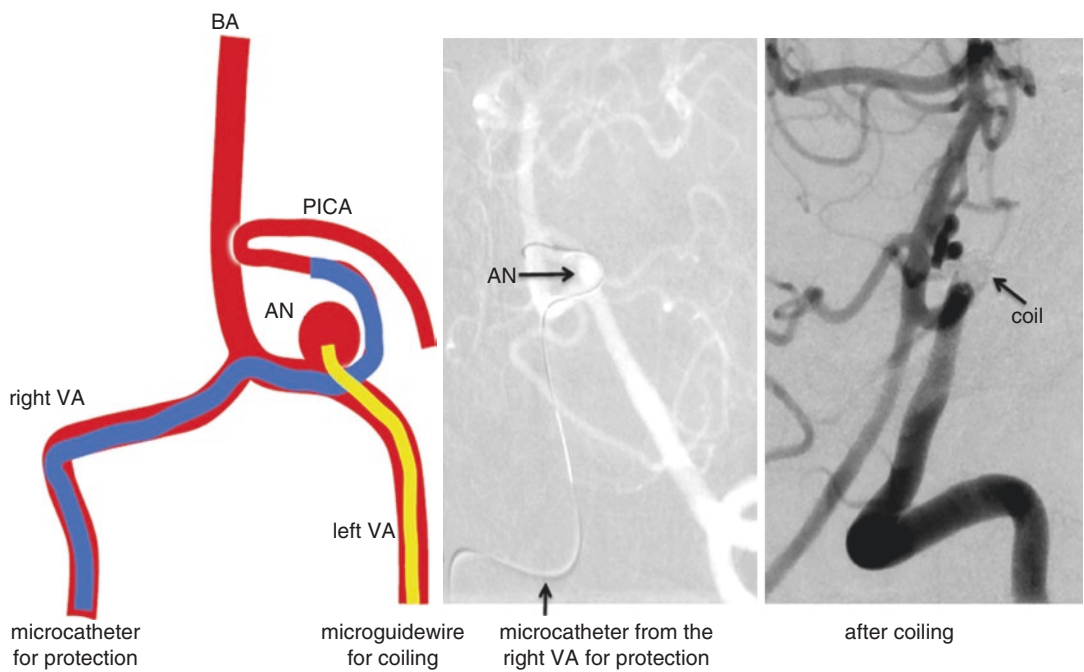 BA
PICA
AN
right VA
left VA
microcatheter
for protection
microguidewire
for coiling
AN
microcatheter from the
right VA for protection
coil
after coiling